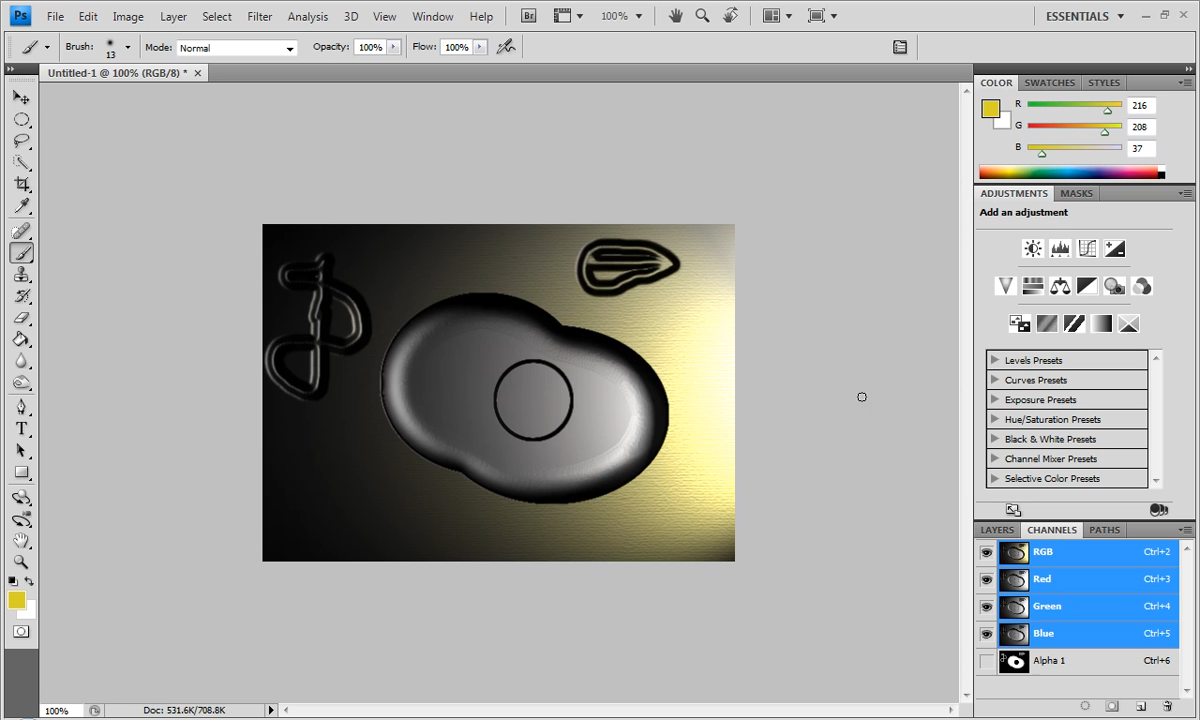 Ps File Edit Image Layer Select Filter Analysis 3D View Window Help Br 100% ESSENTIALS
Brush: 13 Mode: Normal Opacity: 100% Flow: 100%
Untitled-1 @ 100% (RGB/8) *
COLOR SWATCHES STYLES
R 216
G 208
B 37
ADJUSTMENTS MASKS
Add an adjustment
Levels Presets
Curves Presets
Exposure Presets
Hue/Saturation Presets
Black & White Presets
Channel Mixer Presets
Selective Color Presets
LAYERS CHANNELS PATHS
RGB Ctrl+2
Red Ctrl+3
Green Ctrl+4
Blue Ctrl+5
Alpha 1 Ctrl+6
100% Doc: 531.6K/708.8K